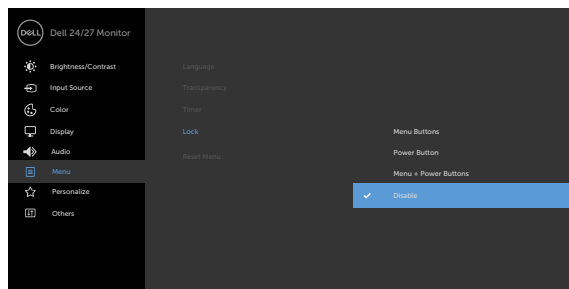 DELL
Dell 24/27 Monitor
Brightness/Contrast
Input Source
Color
Display
Audio
Menu
Personalize
Others
Language
Transparency
Timer
Lock
Reset Menu
Menu Buttons
Power Button
Menu + Power Buttons
Disable